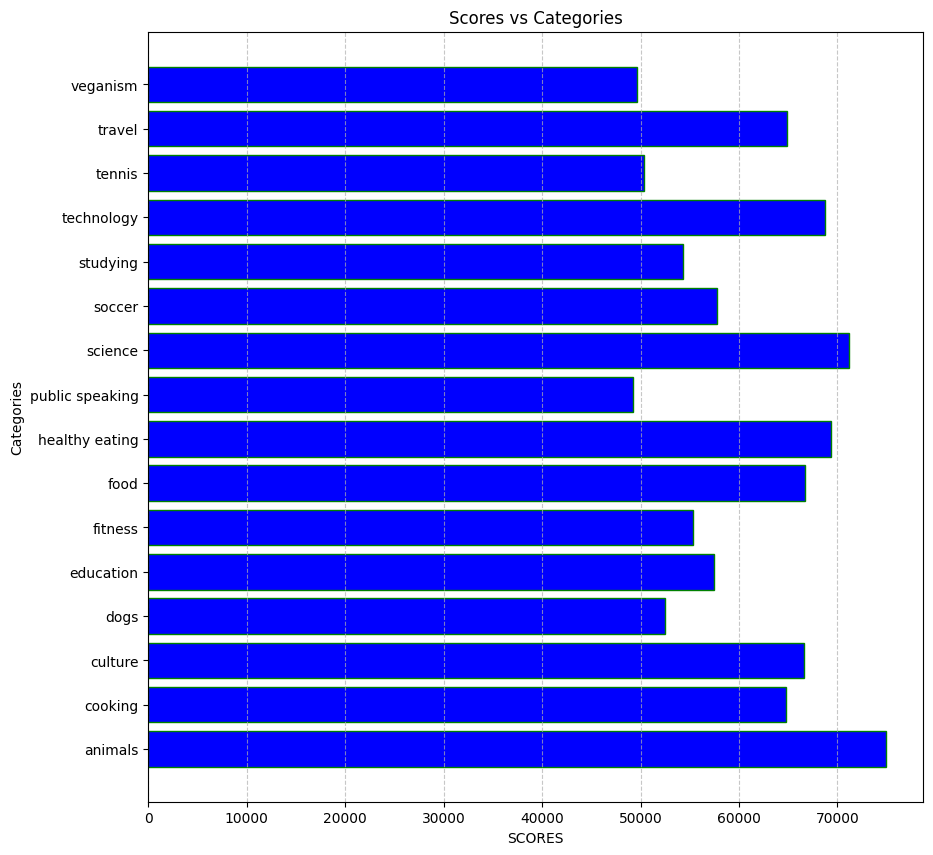 Scores vs Categories
veganism
travel
tennis
technology
studying
soccer
science
public speaking
healthy eating
food
fitness
education
dogs
culture
cooking
animals
Categories
0 10000 20000 30000 40000 50000 60000 70000
SCORES